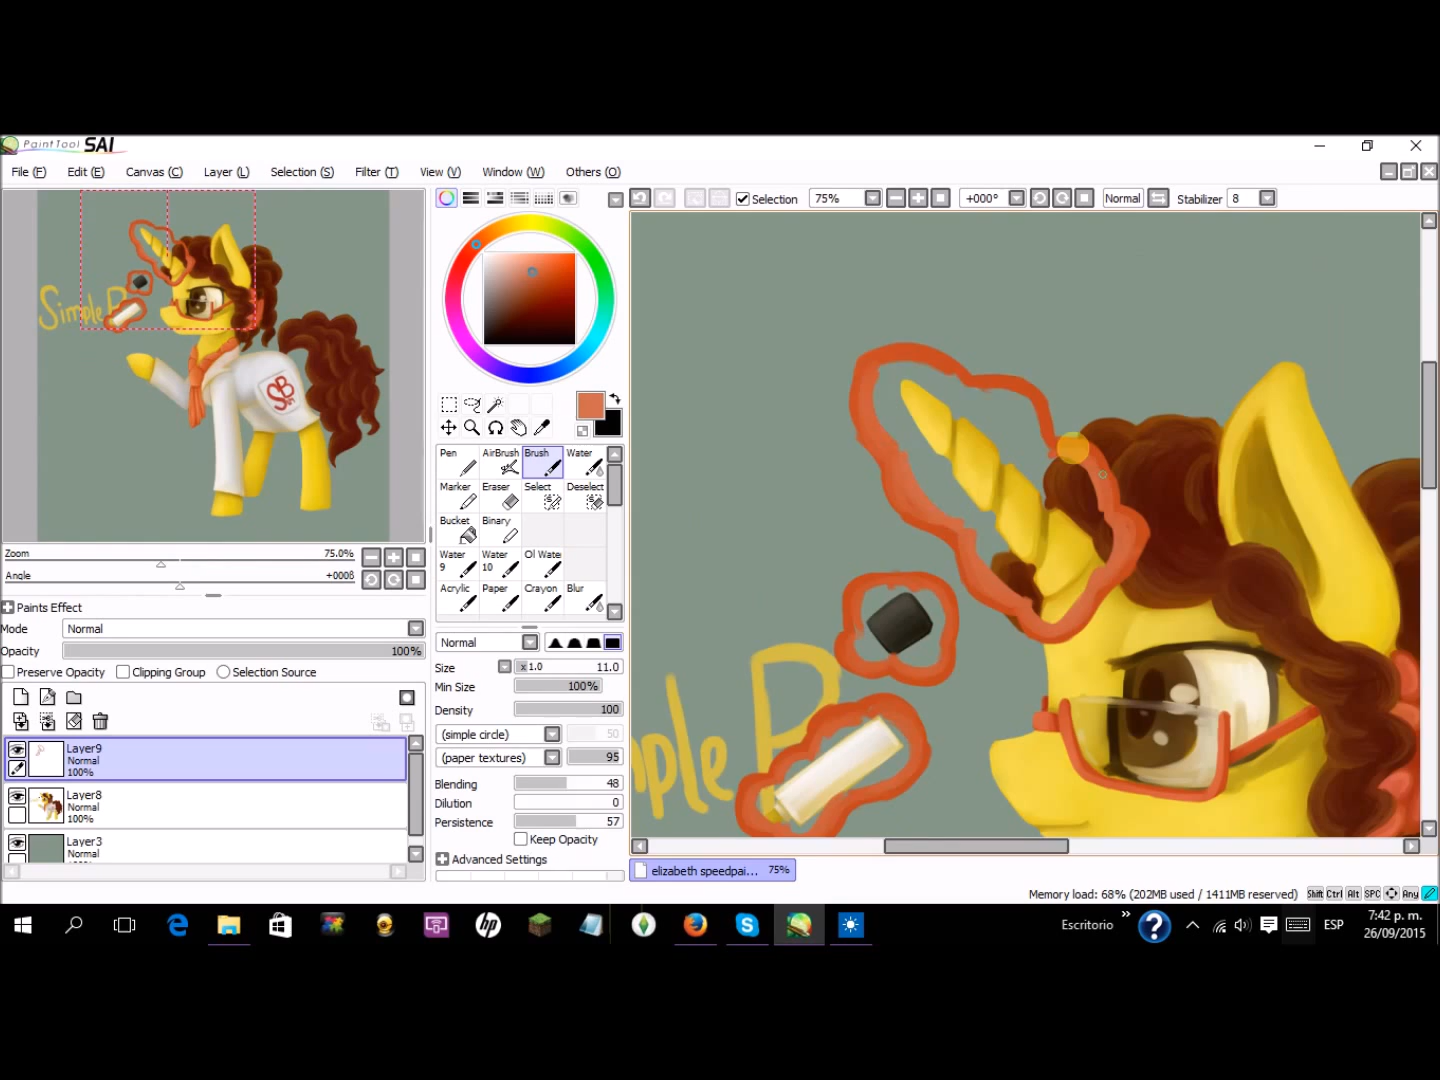 PaintTool SAI
File (F) Edit (E) Canvas (C) Layer (L) Selection (S) Filter (T) View (V) Window (W) Others (O)
Selection 75% +000° Normal Stabilizer 8
Simple B
SB
Zoom 75.0%
Angle +0008
Paints Effect
Mode Normal
Opacity 100%
Preserve Opacity Clipping Group Selection Source
Layer9
Normal
100%
Layer8
Normal
100%
Layer3
Normal
Pen AirBrush Brush Water
Marker Eraser Select Deselect
Bucket Binary
Water 9 Water 10 Ol Wate
Acrylic Paper Crayon Blur
Normal
Size x 1.0 11.0
Min Size 100%
Density 100
(simple circle) 50
(paper textures) 95
Blending 48
Dilution 0
Persistence 57
Keep Opacity
Advanced Settings
mple B
elizabeth speedpai... 75%
Memory load: 68% (202MB used / 1411MB reserved) Shift Ctrl Alt SPC Any
hp
Escritorio » ? ESP 7:42 p. m.
26/09/2015